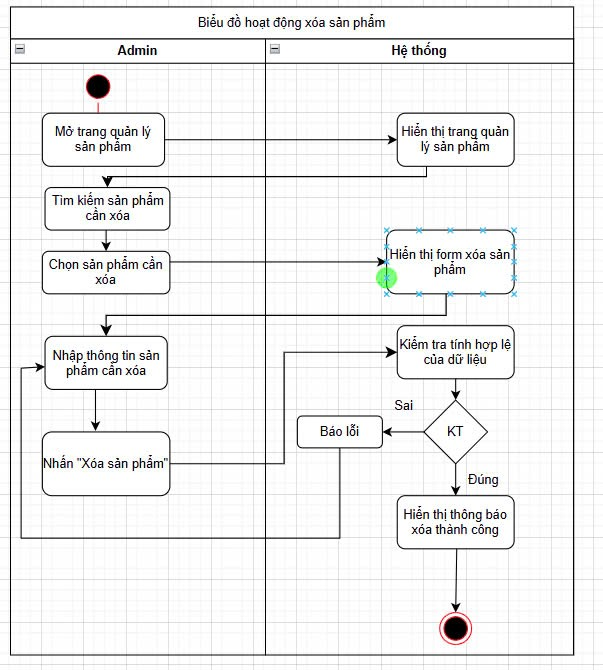 Biểu đồ hoạt động xóa sản phẩm
Admin
Hệ thống
Mở trang quản lý
sản phẩm
Hiển thị trang quản
lý sản phẩm
Tìm kiếm sản phẩm
cần xóa
Chọn sản phẩm cần
xóa
Hiển thị form xóa sản
phẩm
Nhập thông tin sản
phẩm cần xóa
Kiểm tra tính hợp lệ
của dữ liệu
Sai
Báo lỗi
KT
Nhấn "Xóa sản phẩm"
Đúng
Hiển thị thông báo
xóa thành công